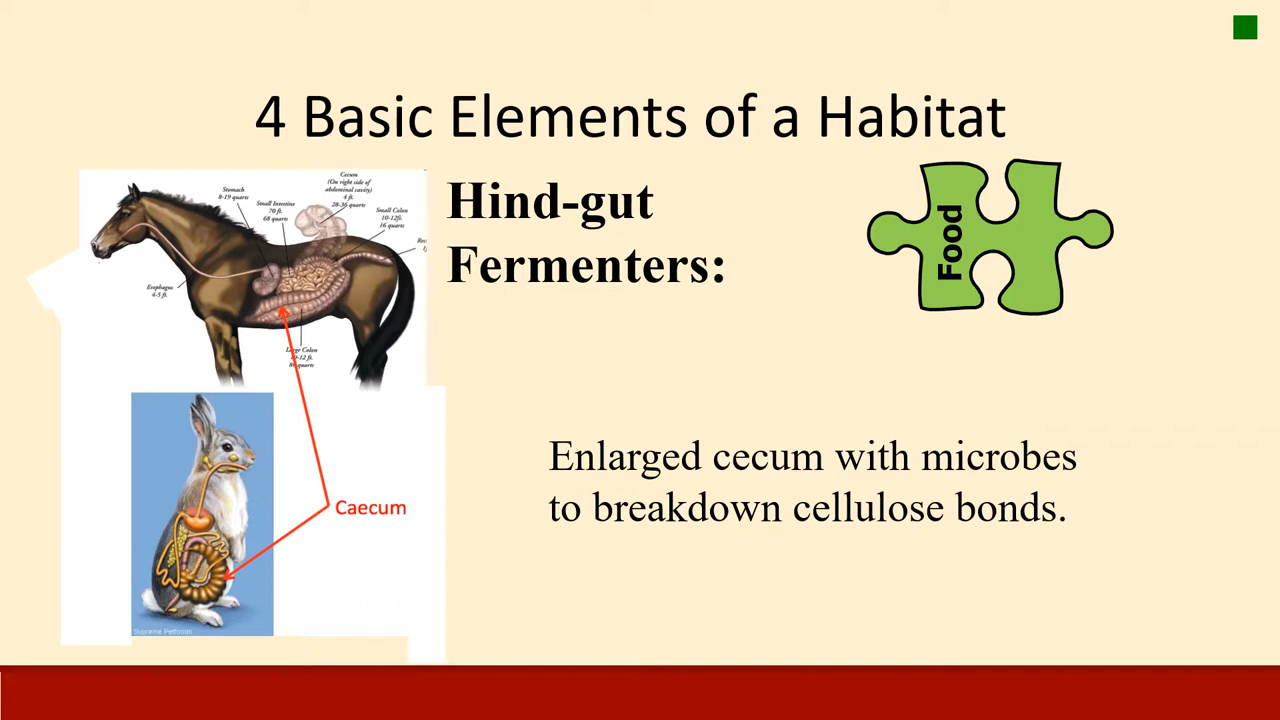 4 Basic Elements of a Habitat
Hind-gut
Fermenters:
Food
Stomach
8-19 quarts
Small Intestine
70 ft.
68 quarts
Cecum
(On right side of
abdominal cavity)
4 ft.
28-36 quarts
Small Colon
10-12ft.
16 quarts
Esophagus
4-5 ft.
Large Colon
10-12 ft.
Caecum
Supreme Petfoods
Enlarged cecum with microbes
to breakdown cellulose bonds.